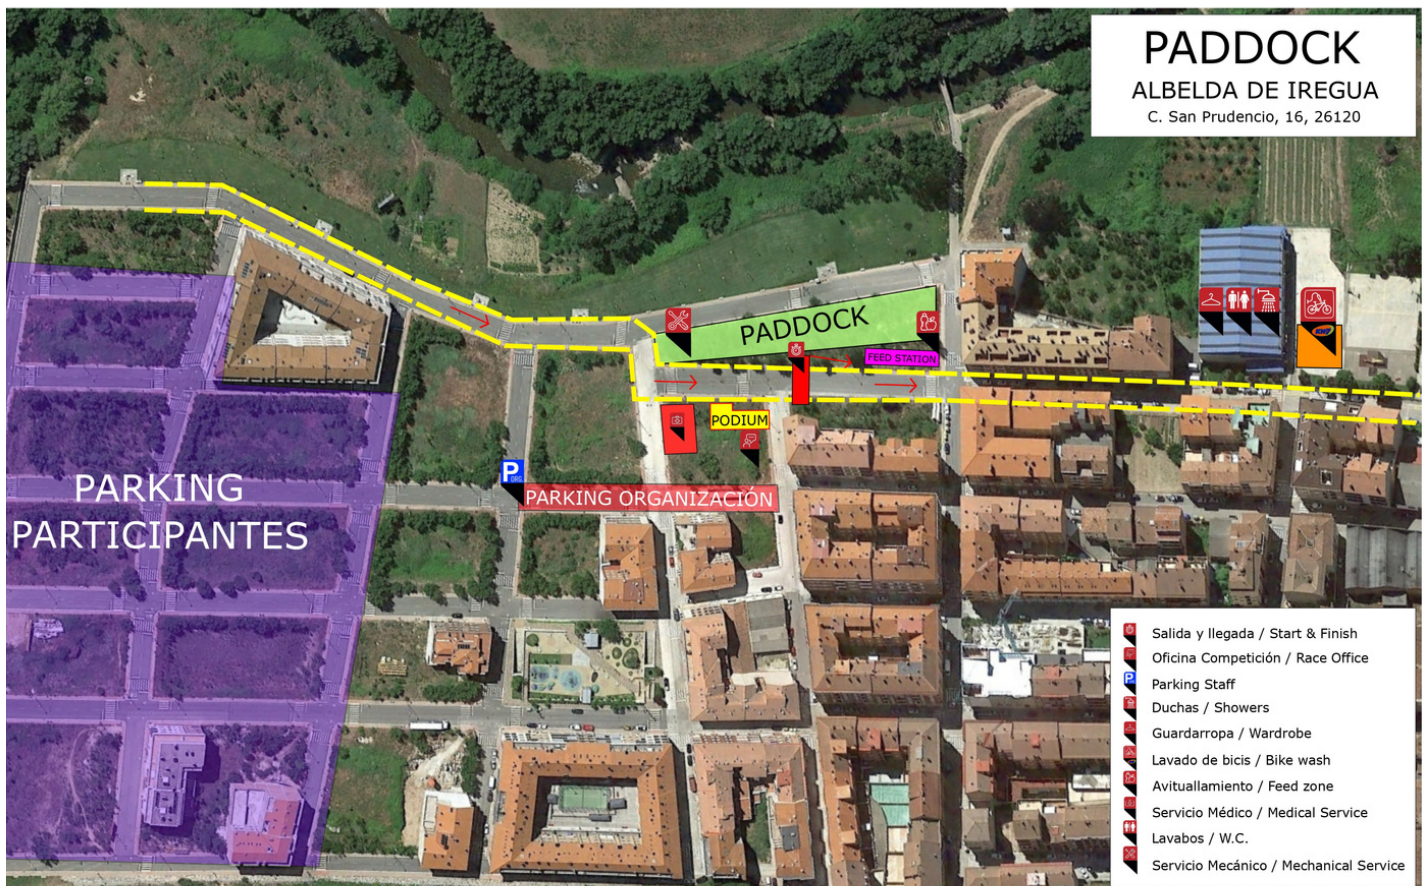 PADDOCK
ALBELDA DE IREGUA
C. San Prudencio, 16, 26120
PADDOCK
FEED STATION
PODIUM
P
ORG.
PARKING ORGANIZACIÓN
PARKING
PARTICIPANTES
Salida y llegada / Start & Finish
Oficina Competición / Race Office
P
Parking Staff
Duchas / Showers
Guardarropa / Wardrobe
Lavado de bicis / Bike wash
Avituallamiento / Feed zone
Servicio Médico / Medical Service
Lavabos / W.C.
Servicio Mecánico / Mechanical Service